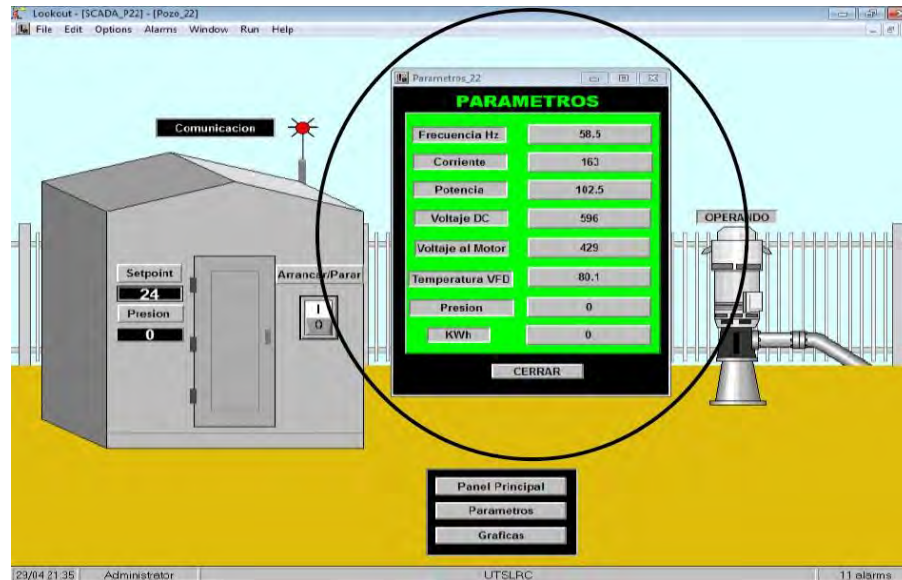 Lookout - [SCADA_P22] - [Pozo_22]
File Edit Options Alarms Window Run Help
Parametros_22
PARAMETROS
Comunicacion
Frecuencia Hz 58.5
Corriente 163
Potencia 102.5
Voltaje DC 596
OPERANDO
Voltaje al Motor 429
Setpoint
Arrancar/Parar
Temperatura VFD 80.1
24
Presion
Presion 0
I
O
0
KWh 0
CERRAR
Panel Principal
Parametros
Graficas
29/04 21:35 Administrator UTSLRC 11 alarms